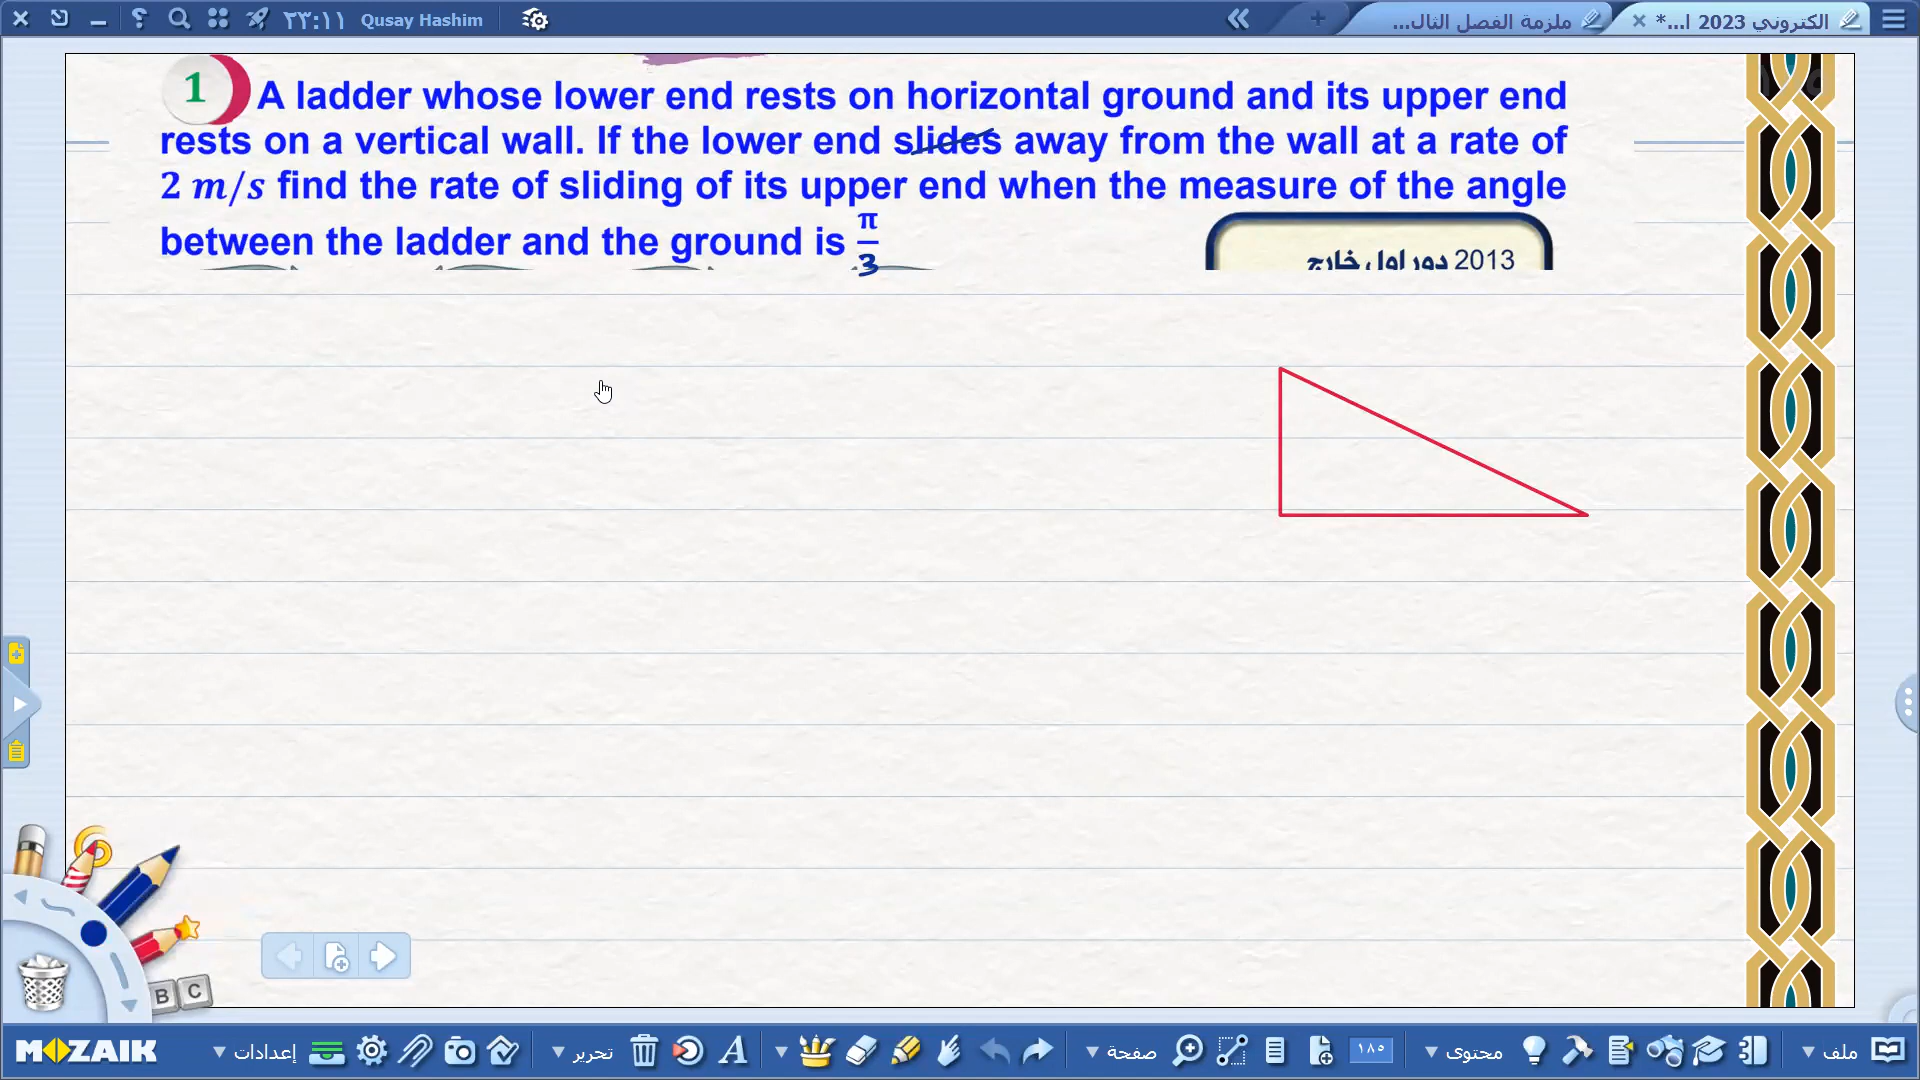 ٢٣:١١ Qusay Hashim
ملزمة الفصل الثال...
الكتروني 2023 ا...*
1 A ladder whose lower end rests on horizontal ground and its upper end
rests on a vertical wall. If the lower end slides away from the wall at a rate of
2 m/s find the rate of sliding of its upper end when the measure of the angle
between the ladder and the ground is π/3
2013 دور اول خارج
B C
MOZAIK
إعدادات
تحرير
A
صفحة
١٨٥
محتوى
ملف